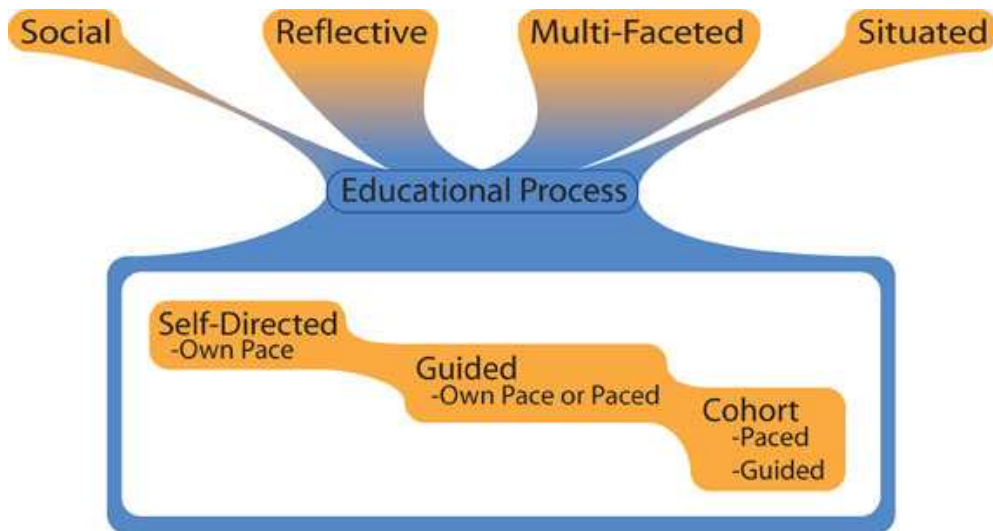 Social
Reflective
Multi-Faceted
Situated
Educational Process
Self-Directed
-Own Pace
Guided
-Own Pace or Paced
Cohort
-Paced
-Guided